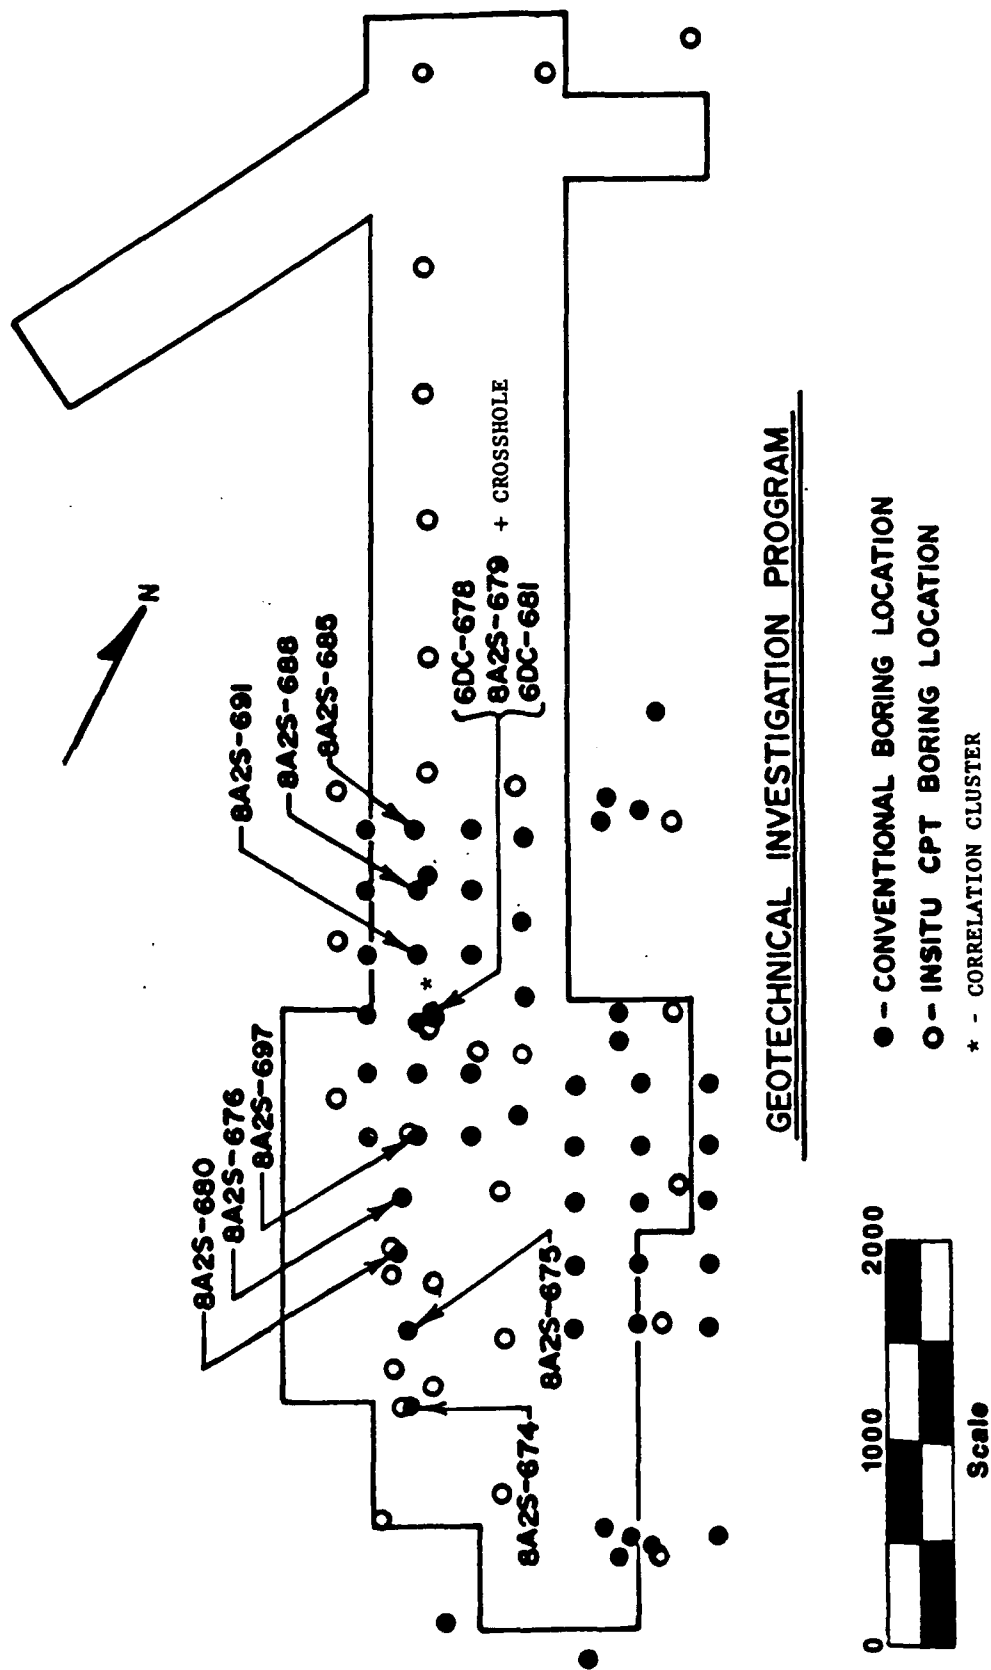 N
8A2S-691
8A2S-688
8A2S-685
6DC-678
8A2S-679 + CROSSHOLE
6DC-681
*
8A2S-680
8A2S-676
8A2S-697
8A2S-675
8A2S-674
GEOTECHNICAL INVESTIGATION PROGRAM
● - CONVENTIONAL BORING LOCATION
O - INSITU CPT BORING LOCATION
* - CORRELATION CLUSTER
0 1000 2000
Scale